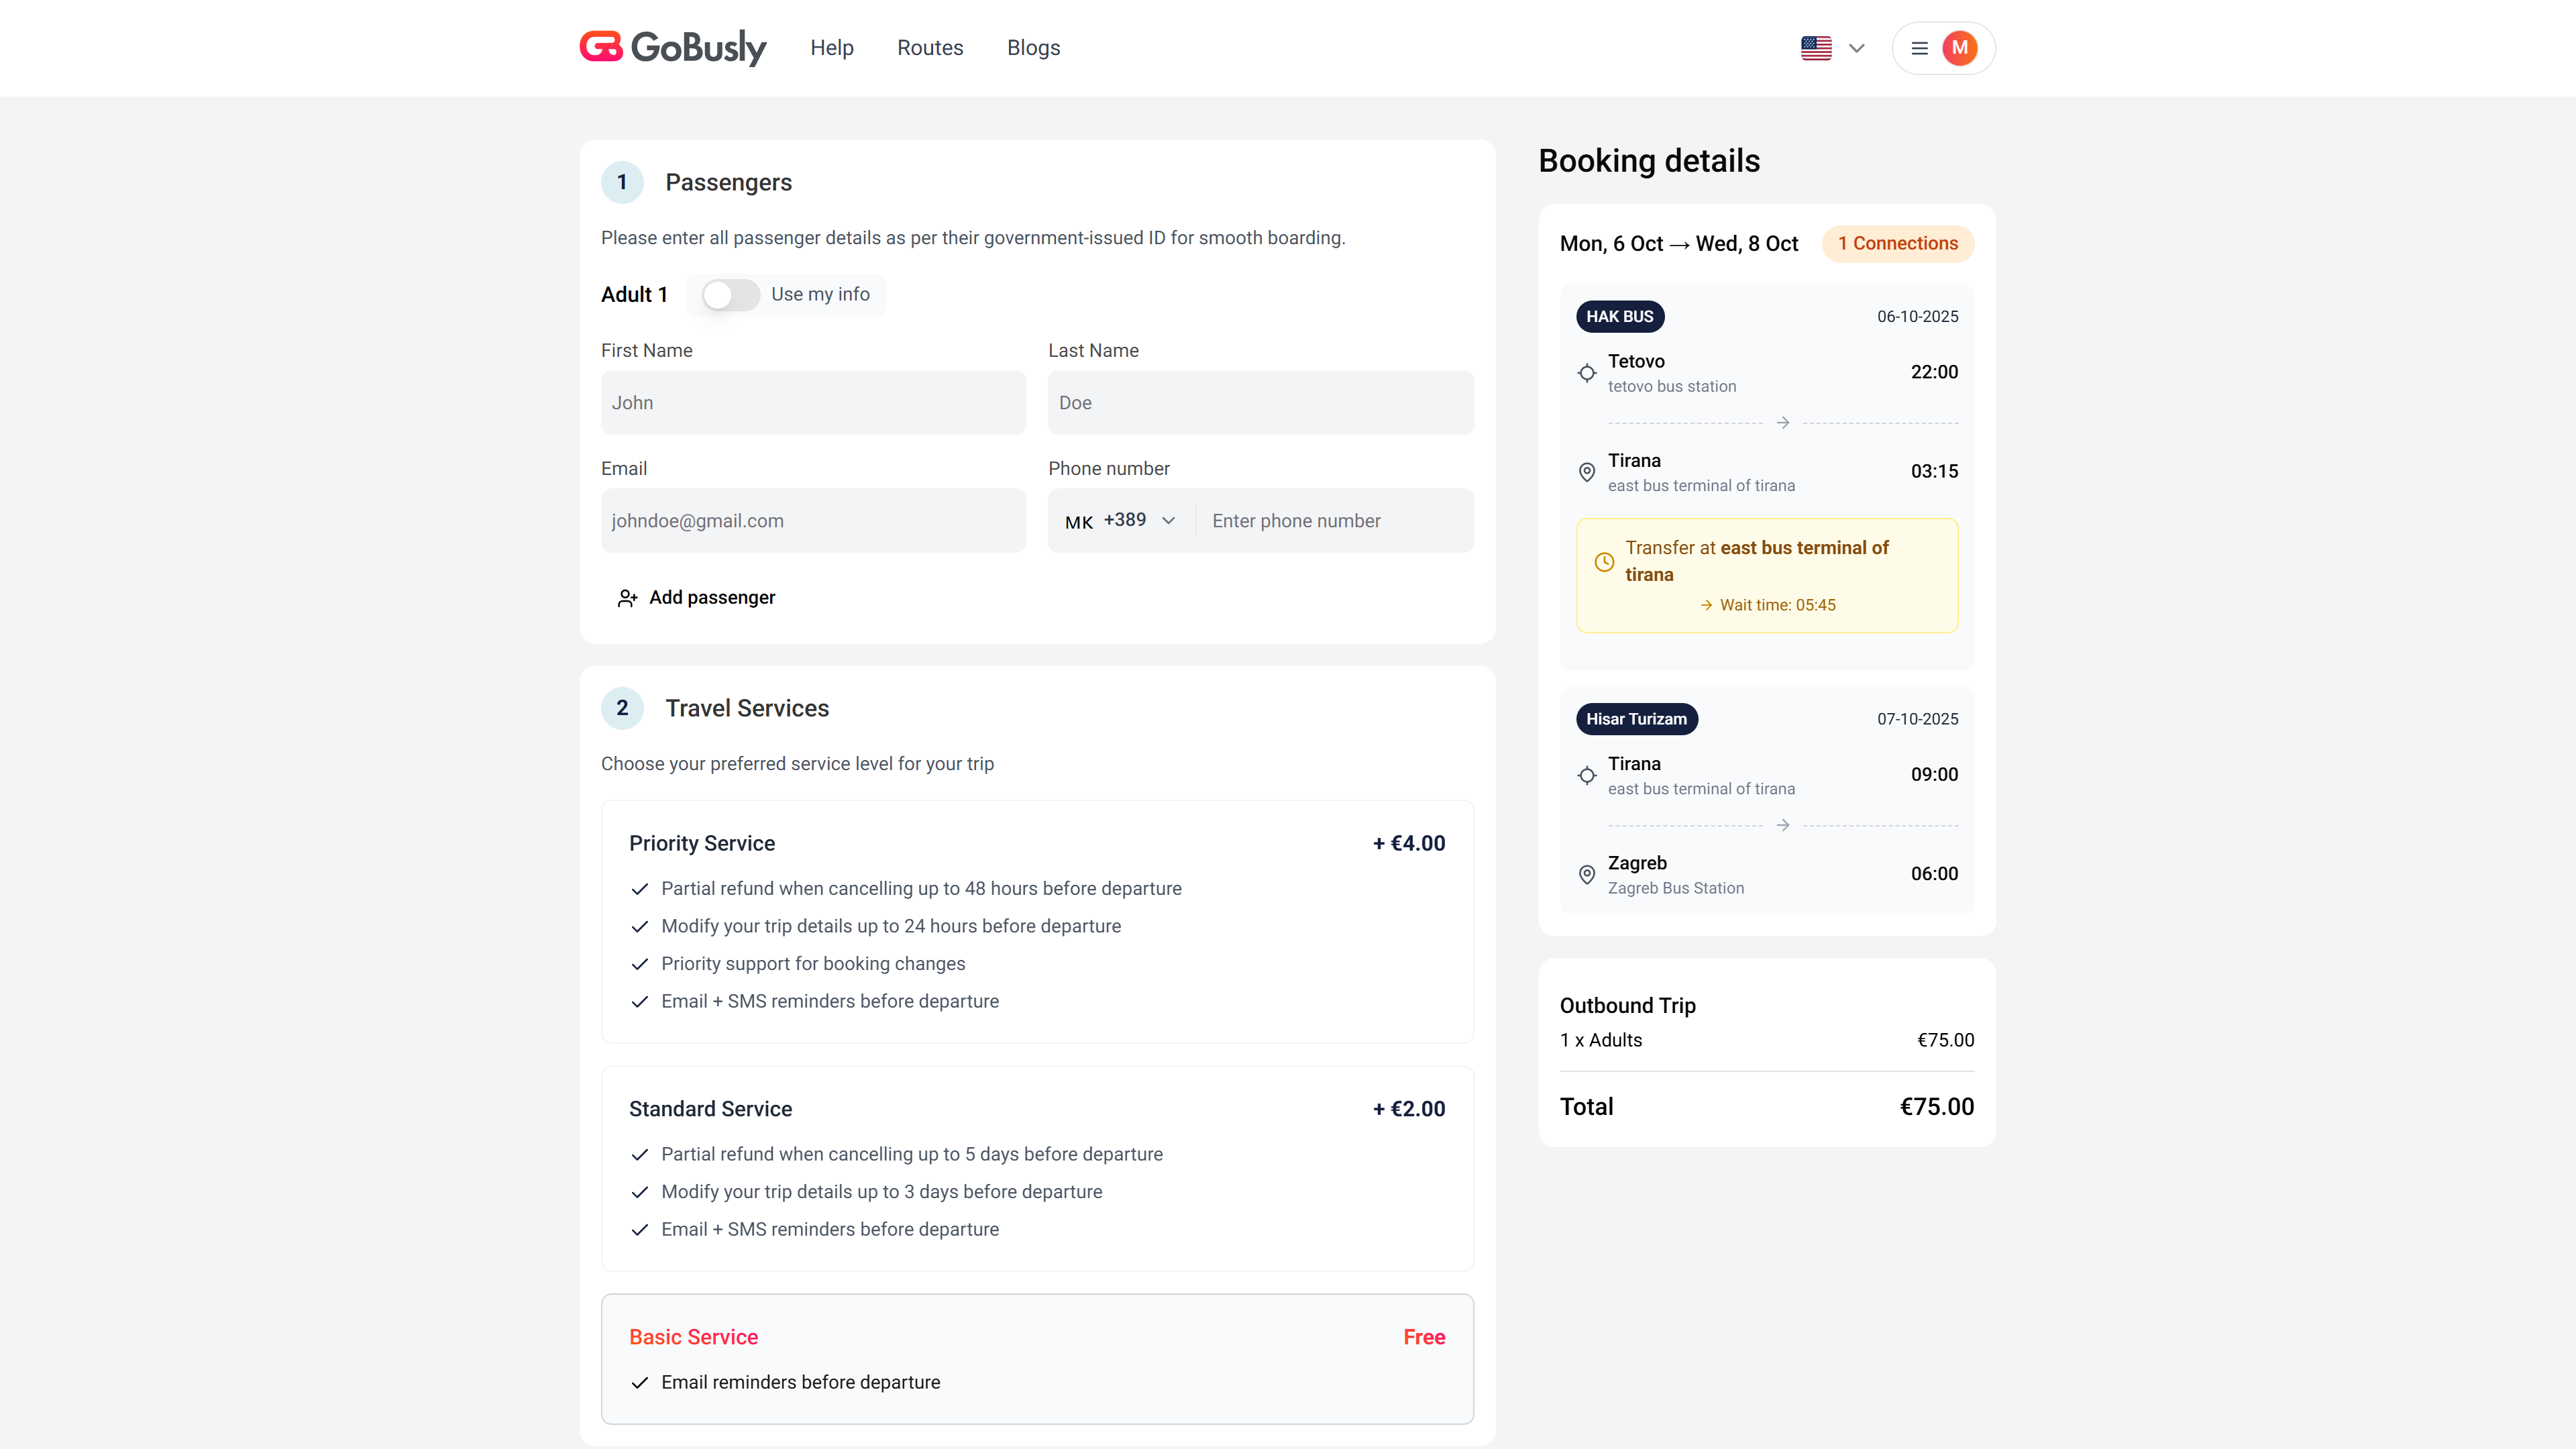 GoBusly
Help
Routes
Blogs
M
1
Passengers
Please enter all passenger details as per their government-issued ID for smooth boarding.
Adult 1
Use my info
First Name
Last Name
John
Doe
Email
Phone number
johndoe@gmail.com
MK +389
Enter phone number
Add passenger
2
Travel Services
Choose your preferred service level for your trip
Priority Service
+ €4.00
Partial refund when cancelling up to 48 hours before departure
Modify your trip details up to 24 hours before departure
Priority support for booking changes
Email + SMS reminders before departure
Standard Service
+ €2.00
Partial refund when cancelling up to 5 days before departure
Modify your trip details up to 3 days before departure
Email + SMS reminders before departure
Basic Service
Free
Email reminders before departure
Booking details
Mon, 6 Oct → Wed, 8 Oct
1 Connections
HAK BUS
06-10-2025
Tetovo
tetovo bus station
22:00
Tirana
east bus terminal of tirana
03:15
Transfer at east bus terminal of
tirana
→ Wait time: 05:45
Hisar Turizam
07-10-2025
Tirana
east bus terminal of tirana
09:00
Zagreb
Zagreb Bus Station
06:00
Outbound Trip
1 x Adults
€75.00
Total
€75.00